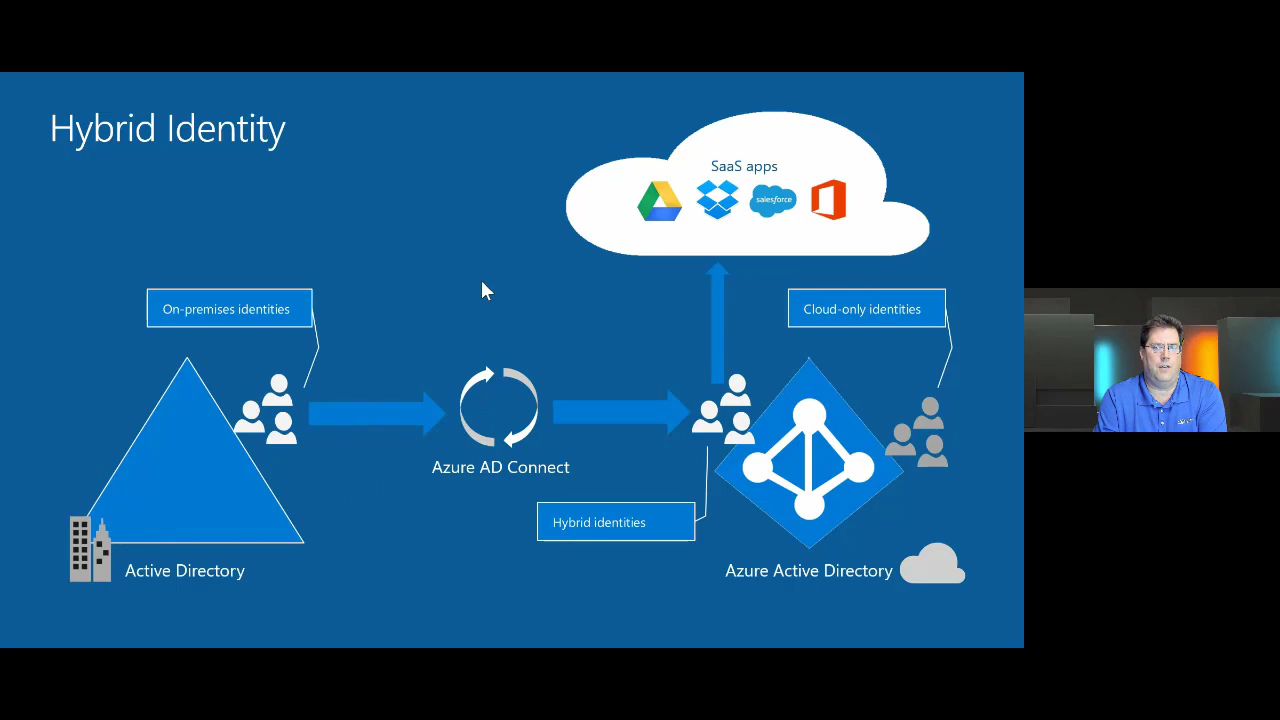 Hybrid Identity
SaaS apps
salesforce
On-premises identities
Cloud-only identities
Azure AD Connect
Hybrid identities
Active Directory
Azure Active Directory